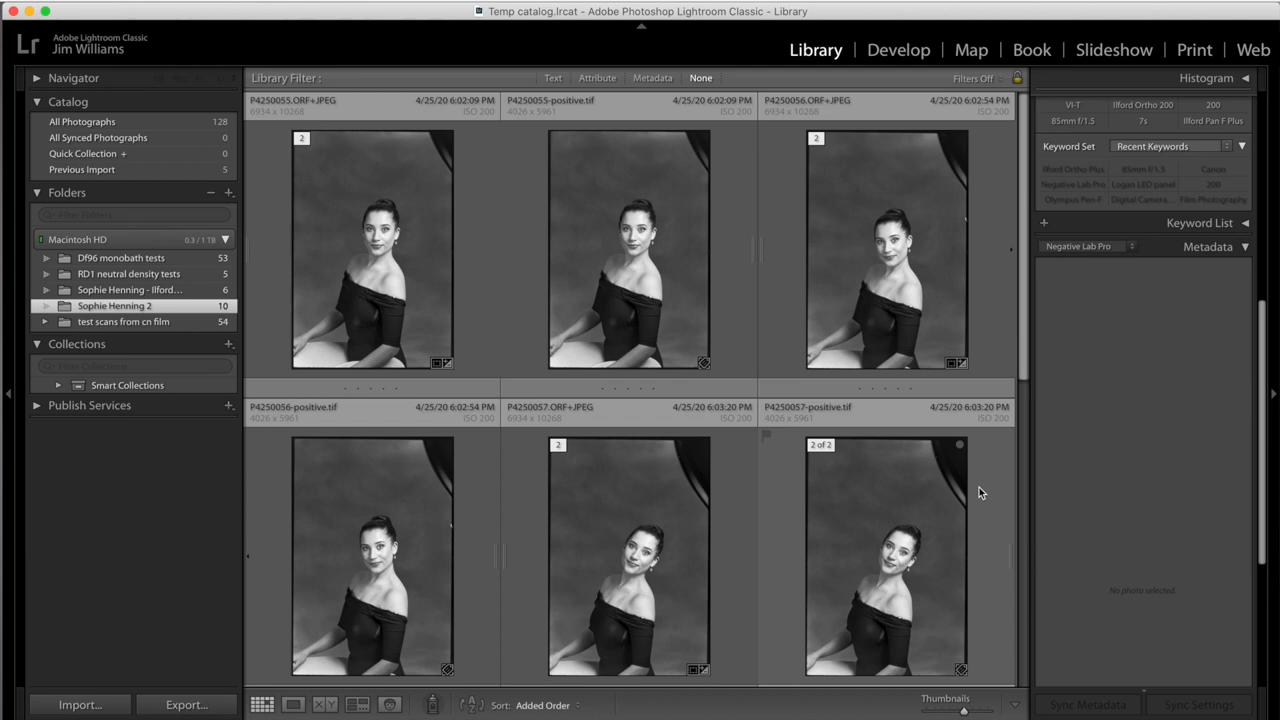 Temp catalog.lrcat - Adobe Photoshop Lightroom Classic - Library
Lr
Adobe Lightroom Classic
Jim Williams
Library | Develop | Map | Book | Slideshow | Print | Web
Navigator
Catalog
All Photographs 128
All Synced Photographs 0
Quick Collection + 0
Previous Import 5
Folders
Filter Folders
Macintosh HD 0.3 / 1 TB
Df96 monobath tests 53
RD1 neutral density tests 5
Sophie Henning - Ilford... 6
Sophie Henning 2 10
test scans from cn film 54
Collections
Filter Collections
Smart Collections
Publish Services
Import...
Export...
Library Filter :
Text
Attribute
Metadata
None
Filters Off
P4250055.ORF+JPEG 4/25/20 6:02:09 PM
6934 x 10268 ISO 200
2
P4250055-positive.tif 4/25/20 6:02:09 PM
4026 x 5961 ISO 200
P4250056.ORF+JPEG 4/25/20 6:02:54 PM
6934 x 10268 ISO 200
2
P4250056-positive.tif 4/25/20 6:02:54 PM
4026 x 5961 ISO 200
P4250057.ORF+JPEG 4/25/20 6:03:20 PM
6934 x 10268 ISO 200
2
P4250057-positive.tif 4/25/20 6:03:20 PM
4026 x 5961 ISO 200
2 of 2
Sort: Added Order
Thumbnails
Histogram
VI-T Ilford Ortho 200 200
85mm f/1.5 7s Ilford Pan F Plus
Keyword Set Recent Keywords
Ilford Ortho Plus 85mm f/1.5 Canon
Negative Lab Pro Logan LED panel 200
Olympus Pen-F Digital Camera... Film Photography
Keyword List
Negative Lab Pro
Metadata
No photo selected.
Sync Metadata
Sync Settings